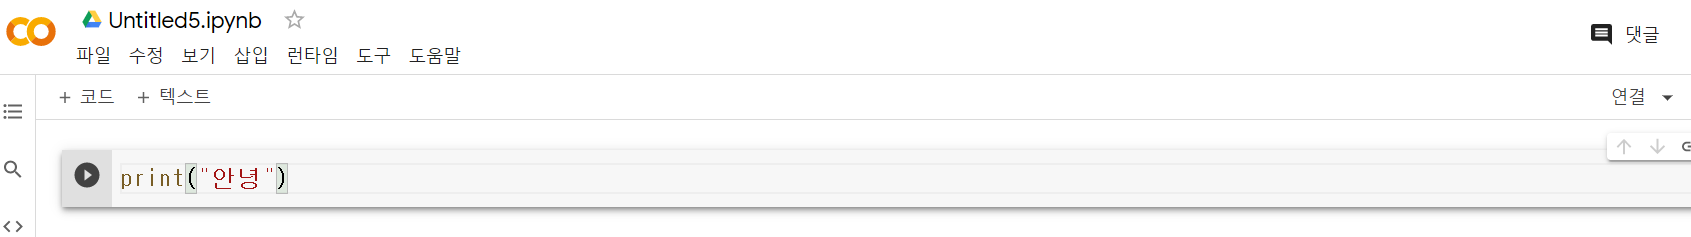 Untitled5.ipynb
파일 수정 보기 삽입 런타임 도구 도움말
댓글
+ 코드 + 텍스트
연결
print("안녕")